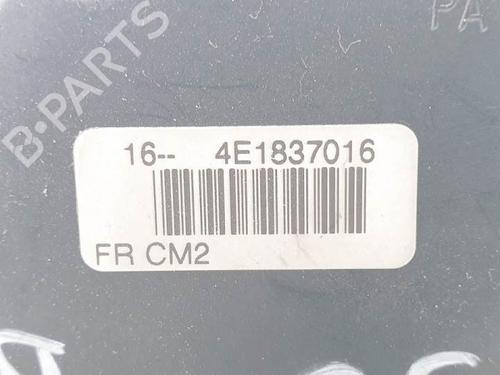 B-PARTS
PA
16-- 4E1837016
FR CM2